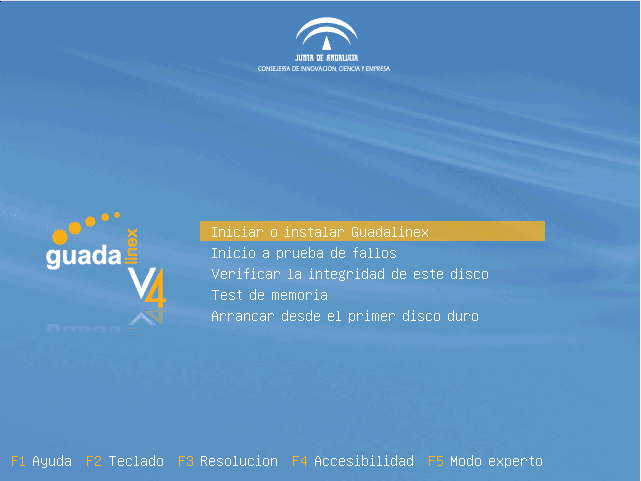 JUNTA DE ANDALUCIA
CONSEJERÍA DE INNOVACIÓN, CIENCIA Y EMPRESA
guadalinex
V4
Iniciar o instalar Guadalinex
Inicio a prueba de fallos
Verificar la integridad de este disco
Test de memoria
Arrancar desde el primer disco duro
F1 Ayuda F2 Teclado F3 Resolucion F4 Accesibilidad F5 Modo experto